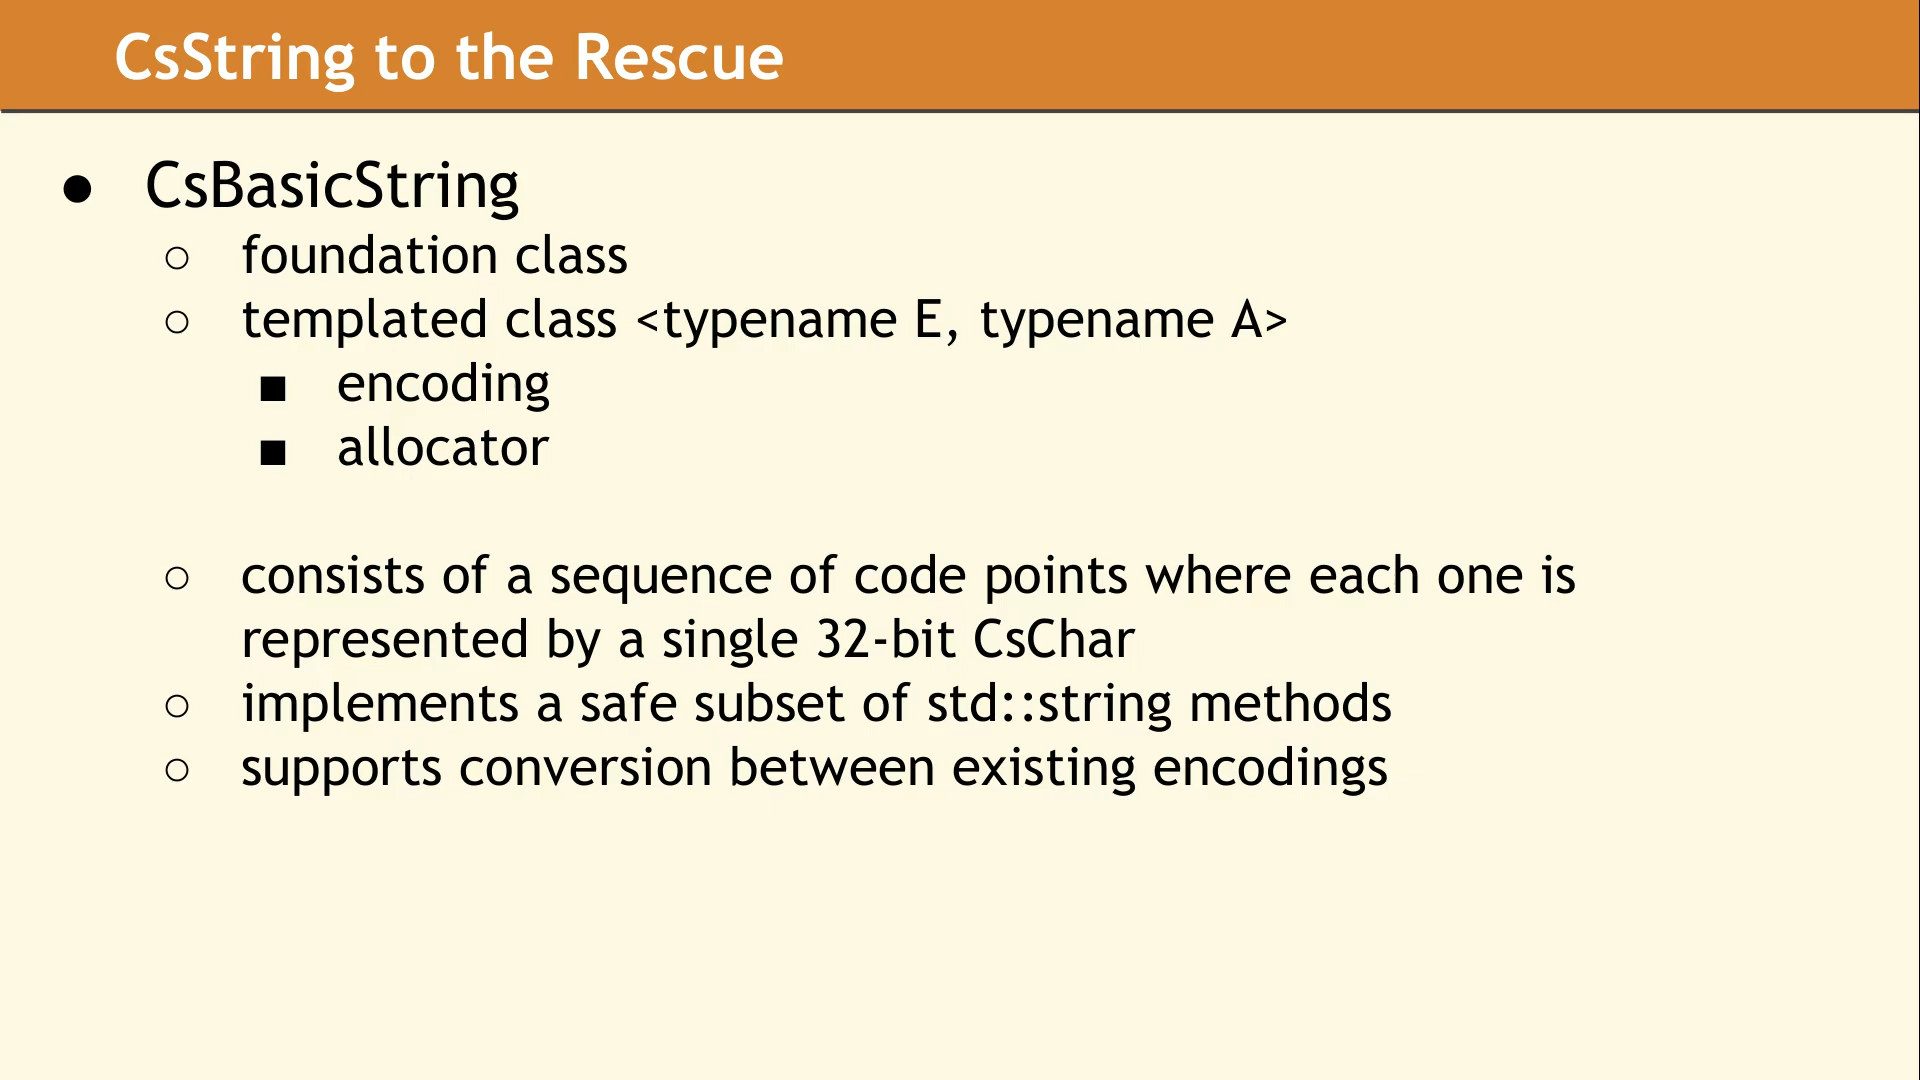 CsString to the Rescue
● CsBasicString
○ foundation class
○ templated class <typename E, typename A>
■ encoding
■ allocator
○ consists of a sequence of code points where each one is
represented by a single 32-bit CsChar
○ implements a safe subset of std::string methods
○ supports conversion between existing encodings